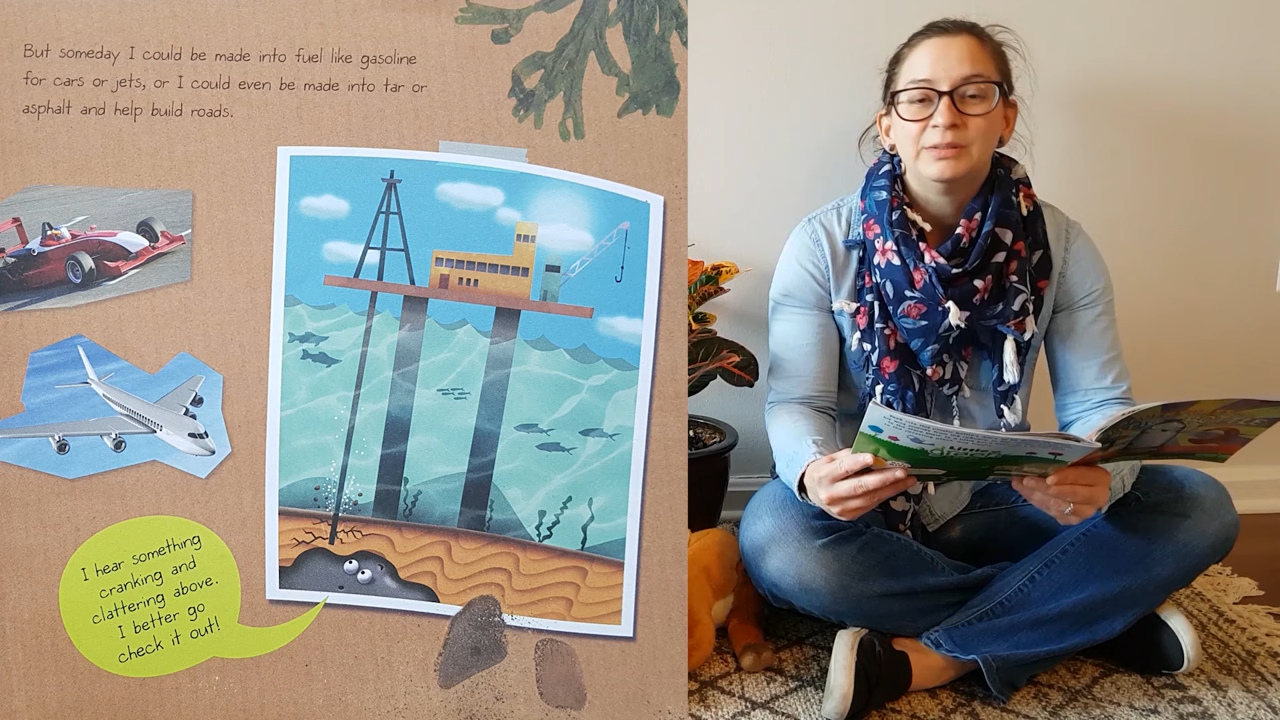 But someday I could be made into fuel like gasoline
for cars or jets, or I could even be made into tar or
asphalt and help build roads.
I hear something
cranking and
clattering above.
I better go
check it out!